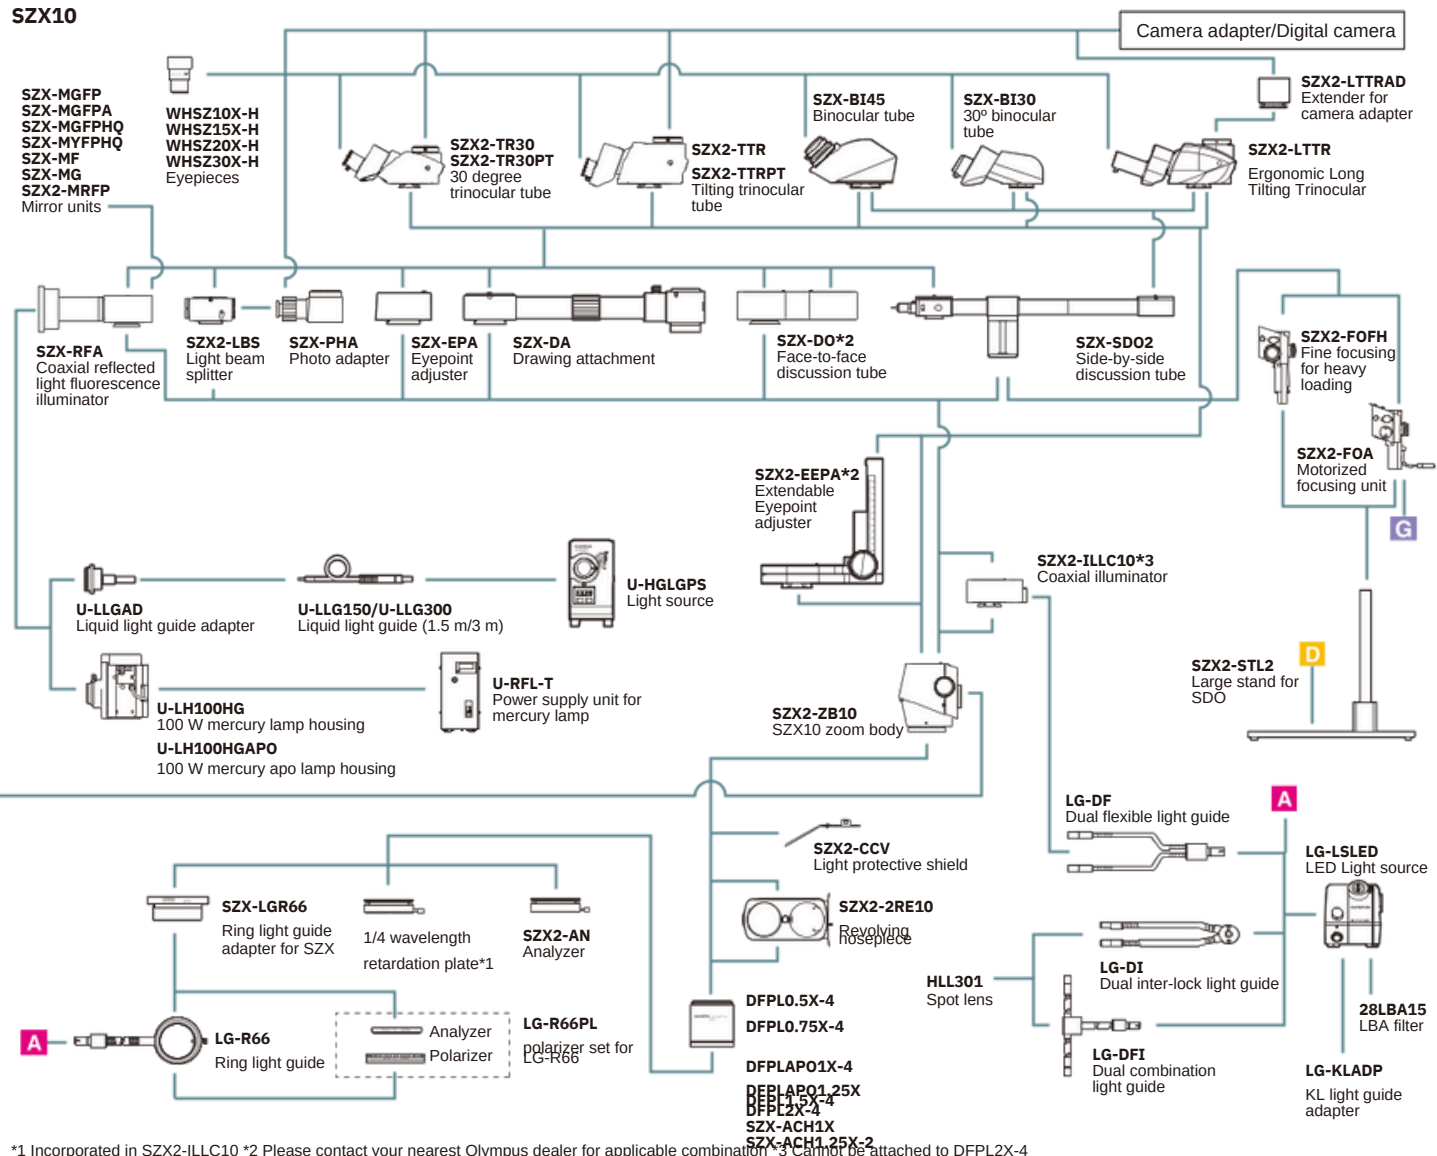 SZX10
Camera adapter/Digital camera
SZX-MGFP
SZX-MGFPA
SZX-MGFPHQ
SZX-MYFPHQ
SZX-MF
SZX-MG
SZX2-MRFP
Mirror units
WHSZ10X-H
WHSZ15X-H
WHSZ20X-H
WHSZ30X-H
Eyepieces
SZX2-TR30
SZX2-TR30PT
30 degree
trinocular tube
SZX2-TTR
SZX2-TTRPT
Tilting trinocular
tube
SZX-BI45
Binocular tube
SZX-BI30
30º binocular
tube
SZX2-LTTRAD
Extender for
camera adapter
SZX2-LTTR
Ergonomic Long
Tilting Trinocular
SZX-RFA
Coaxial reflected
light fluorescence
illuminator
SZX2-LBS
Light beam
splitter
SZX-PHA
Photo adapter
SZX-EPA
Eyepoint
adjuster
SZX-DA
Drawing attachment
SZX-DO*2
Face-to-face
discussion tube
SZX-SDO2
Side-by-side
discussion tube
SZX2-FOFH
Fine focusing
for heavy
loading
SZX2-FOA
Motorized
focusing unit
G
SZX2-EEPA*2
Extendable
Eyepoint
adjuster
SZX2-ILLC10*3
Coaxial illuminator
U-LLGAD
Liquid light guide adapter
U-LLG150/U-LLG300
Liquid light guide (1.5 m/3 m)
U-HGLGPS
Light source
U-LH100HG
100 W mercury lamp housing
U-LH100HGAPO
100 W mercury apo lamp housing
U-RFL-T
Power supply unit for
mercury lamp
SZX2-ZB10
SZX10 zoom body
SZX2-STL2
Large stand for
SDO
D
SZX2-CCV
Light protective shield
LG-DF
Dual flexible light guide
A
LG-LSLED
LED Light source
SZX-LGR66
Ring light guide
adapter for SZX
1/4 wavelength
retardation plate*1
SZX2-AN
Analyzer
SZX2-2RE10
Revolving
nosepiece
LG-DI
Dual inter-lock light guide
HLL301
Spot lens
28LBA15
LBA filter
LG-DFI
Dual combination
light guide
LG-KLADP
KL light guide
adapter
A
LG-R66
Ring light guide
Analyzer
Polarizer
LG-R66PL
polarizer set for
LG-R66
DFPL0.5X-4
DFPL0.75X-4
DFPLAPO1X-4
DFPLAPO1.25X
DFPL1.5X-4
DFPL2X-4
SZX-ACH1X
SZX-ACH1.25X-2
*1 Incorporated in SZX2-ILLC10 *2 Please contact your nearest Olympus dealer for applicable combination *3 Cannot be attached to DFPL2X-4